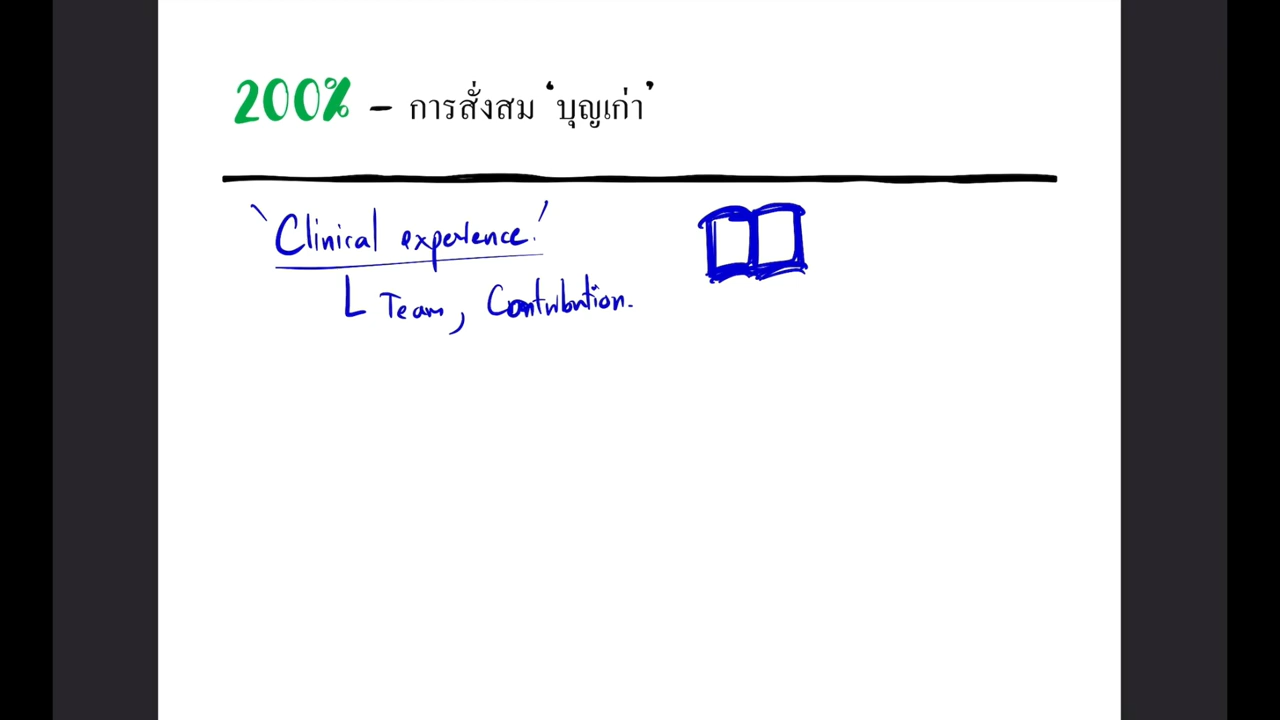 200% – การสั่งสม ‘บุญเก่า’
‵Clinical experience.′
L Team, Contribution.